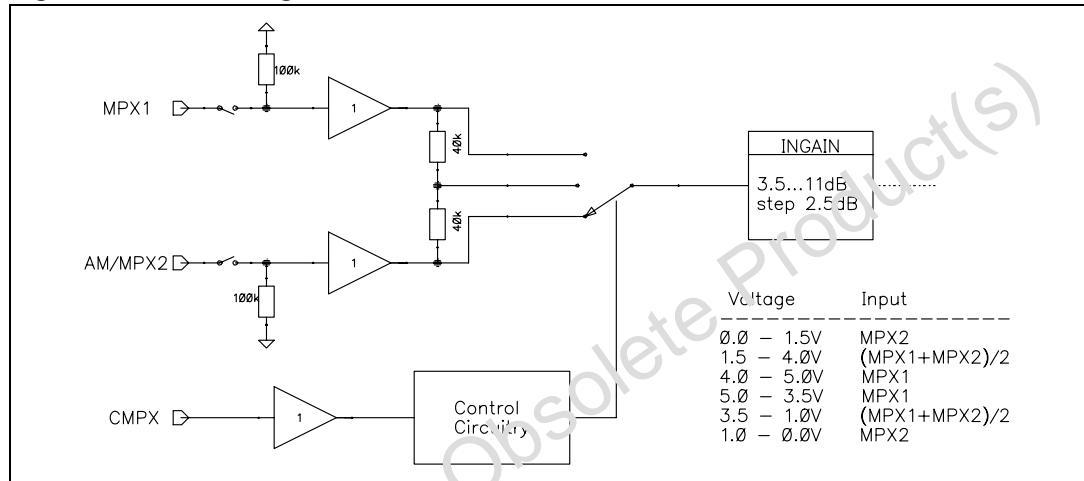 100k
MPX1
1
40k
INGAIN
3.5...11dB
step 2.5dB
40k
AM/MPX2
1
100k
Voltage Input
0.0 – 1.5V MPX2
1.5 – 4.0V (MPX1+MPX2)/2
4.0 – 5.0V MPX1
5.0 – 3.5V MPX1
3.5 – 1.0V (MPX1+MPX2)/2
1.0 – 0.0V MPX2
CMPX
1
Control
Circuitry
Obsolete Product(s)